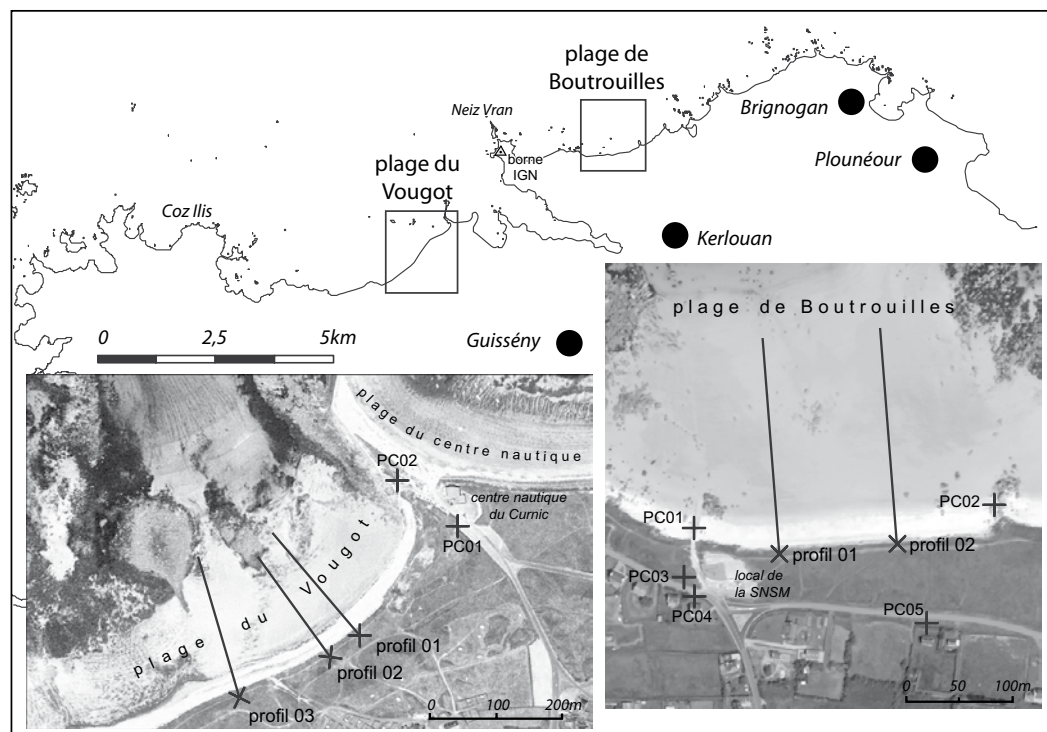 plage de
Boutrouilles
Neiz Vran
Brignogan
borne
IGN
Plounéour
plage du
Vougot
Coz Ilis
Kerlouan
0 2,5 5km
Guissény
plage du centre nautique
PC02
centre nautique
du Curnic
PC01
plage du Vougot
profil 01
profil 02
profil 03
0 100 200m
plage de Boutrouilles
PC01
PC02
profil 01
profil 02
PC03
local de
la SNSM
PC04
PC05
0 50 100m